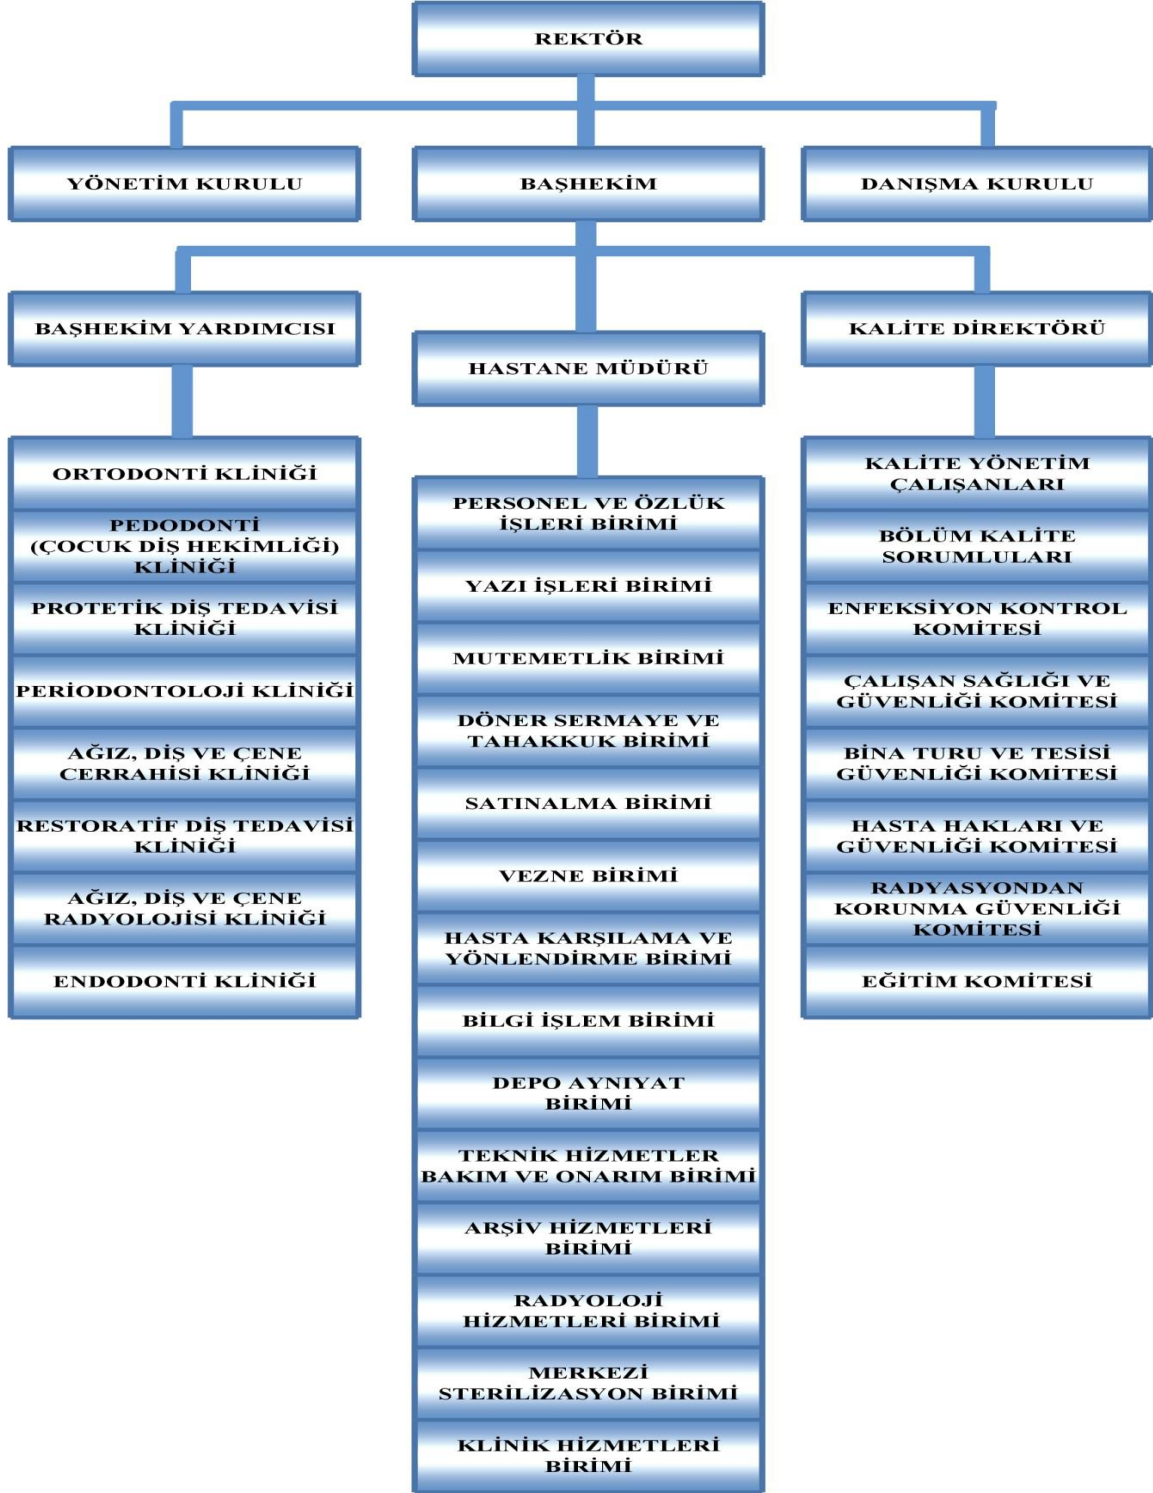 REKTÖR
YÖNETİM KURULU
BAŞHEKİM
DANIŞMA KURULU
BAŞHEKİM YARDIMCISI
HASTANE MÜDÜRÜ
KALİTE DİREKTÖRÜ
ORTODONTİ KLİNİĞİ
PEDODONTİ
(ÇOCUK DİŞ HEKİMLİĞİ)
KLİNİĞİ
PROTETİK DİŞ TEDAVİSİ
KLİNİĞİ
PERİODONTOLOJİ KLİNİĞİ
AĞIZ, DİŞ VE ÇENE
CERRAHİSİ KLİNİĞİ
RESTORATİF DİŞ TEDAVİSİ
KLİNİĞİ
AĞIZ, DİŞ VE ÇENE
RADYOLOJİSİ KLİNİĞİ
ENDODONTİ KLİNİĞİ
PERSONEL VE ÖZLÜK
İŞLERİ BİRİMİ
YAZI İŞLERİ BİRİMİ
MUTEMETLİK BİRİMİ
DÖNER SERMAYE VE
TAHAKKUK BİRİMİ
SATINALMA BİRİMİ
VEZNE BİRİMİ
HASTA KARŞILAMA VE
YÖNLENDİRME BİRİMİ
BİLGİ İŞLEM BİRİMİ
DEPO AYNIYAT
BİRİMİ
TEKNİK HİZMETLER
BAKIM VE ONARIM BİRİMİ
ARŞİV HİZMETLERİ
BİRİMİ
RADYOLOJİ
HİZMETLERİ BİRİMİ
MERKEZİ
STERİLİZASYON BİRİMİ
KLİNİK HİZMETLERİ
BİRİMİ
KALİTE YÖNETİM
ÇALIŞANLARI
BÖLÜM KALİTE
SORUMLULARI
ENFEKSİYON KONTROL
KOMİTESİ
ÇALIŞAN SAĞLIĞI VE
GÜVENLİĞİ KOMİTESİ
BİNA TURU VE TESİSİ
GÜVENLİĞİ KOMİTESİ
HASTA HAKLARI VE
GÜVENLİĞİ KOMİTESİ
RADYASYONDAN
KORUNMA GÜVENLİĞİ
KOMİTESİ
EĞİTİM KOMİTESİ